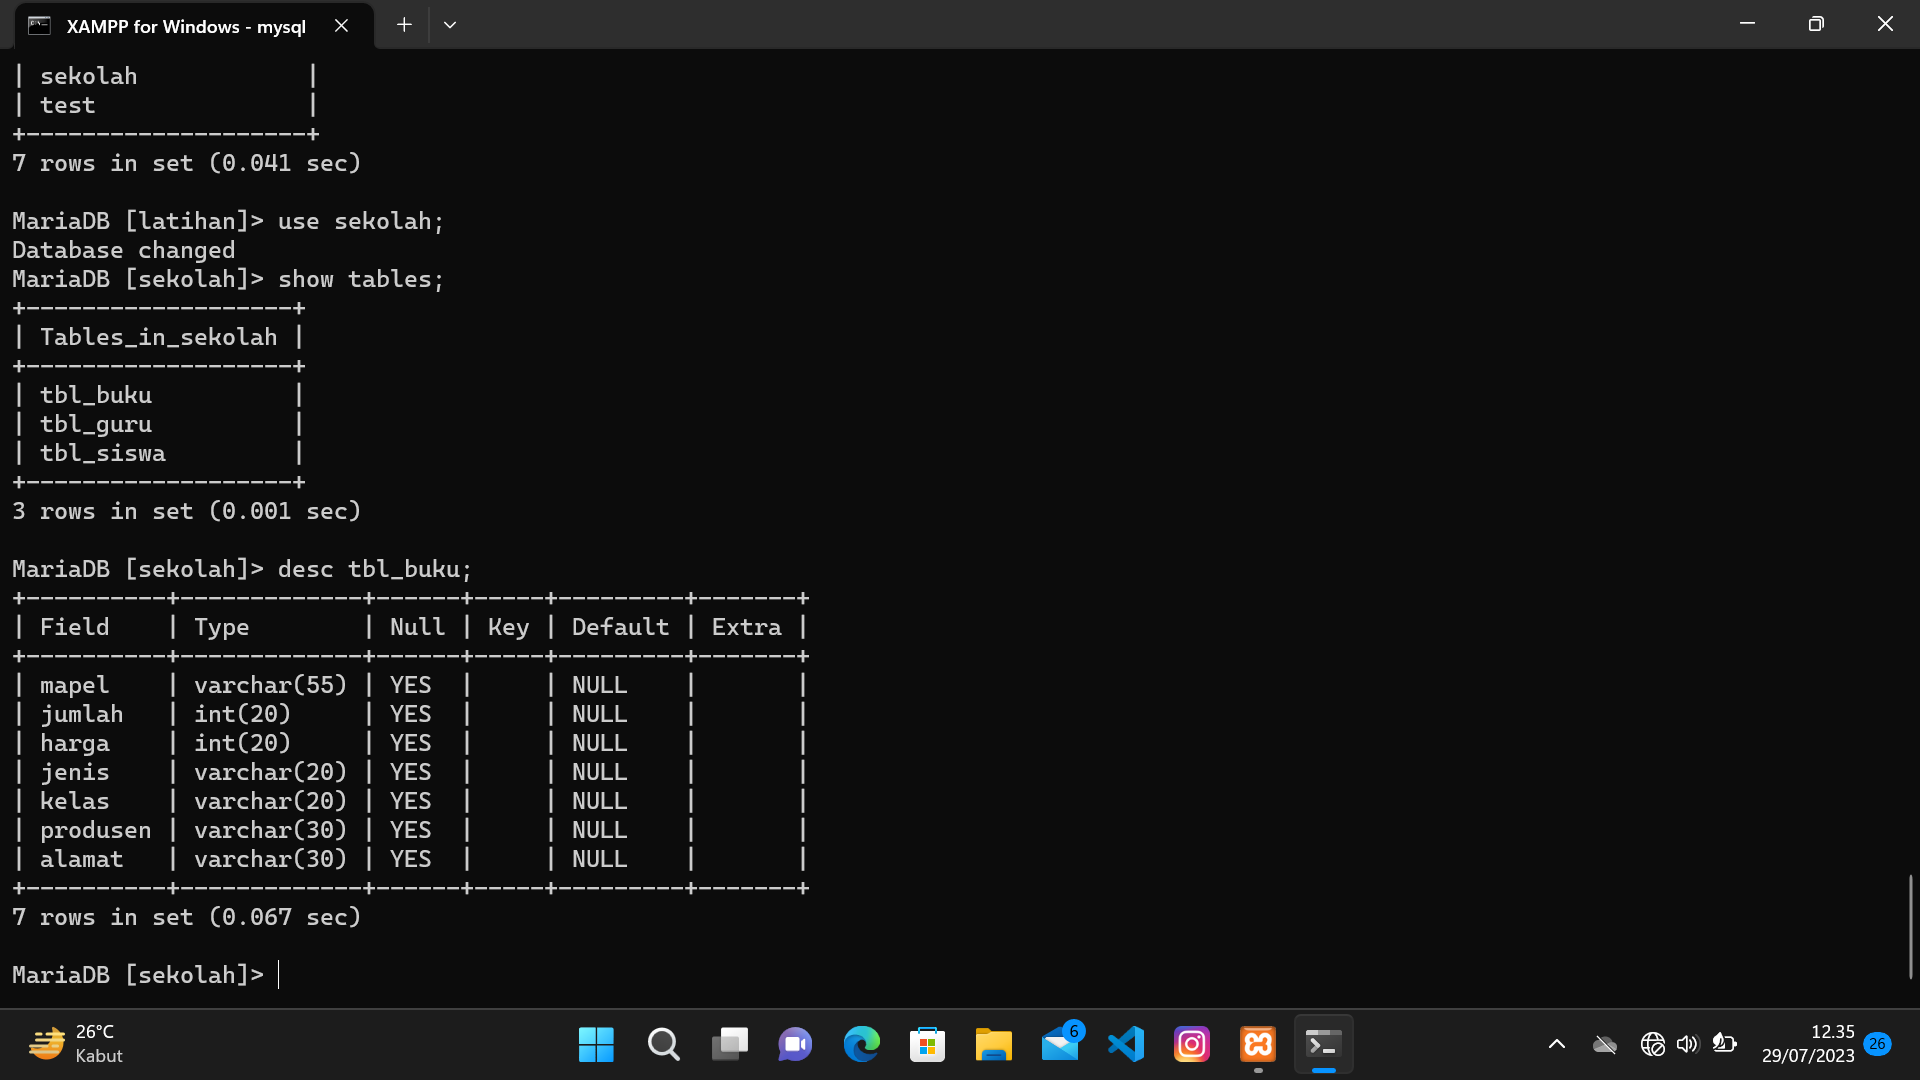 XAMPP for Windows - mysql
| sekolah            |
| test               |
+--------------------+
7 rows in set (0.041 sec)
MariaDB [latihan]> use sekolah;
Database changed
MariaDB [sekolah]> show tables;
+-------------------+
| Tables_in_sekolah |
+-------------------+
| tbl_buku          |
| tbl_guru          |
| tbl_siswa         |
+-------------------+
3 rows in set (0.001 sec)
MariaDB [sekolah]> desc tbl_buku;
+----------+-------------+------+-----+---------+-------+
| Field    | Type        | Null | Key | Default | Extra |
+----------+-------------+------+-----+---------+-------+
| mapel    | varchar(55) | YES  |     | NULL    |       |
| jumlah   | int(20)     | YES  |     | NULL    |       |
| harga    | int(20)     | YES  |     | NULL    |       |
| jenis    | varchar(20) | YES  |     | NULL    |       |
| kelas    | varchar(20) | YES  |     | NULL    |       |
| produsen | varchar(30) | YES  |     | NULL    |       |
| alamat   | varchar(30) | YES  |     | NULL    |       |
+----------+-------------+------+-----+---------+-------+
7 rows in set (0.067 sec)
MariaDB [sekolah]>
26°C
Kabut
6
12.35
29/07/2023
26